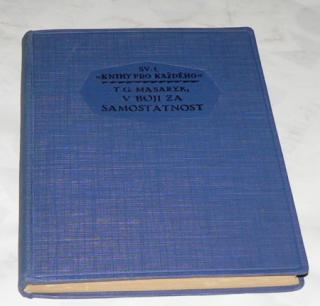 SV. 1.
»KNIHY PRO KAŽDÉHO«
T. G. MASARYK,
V BOJI ZA
SAMOSTATNOST